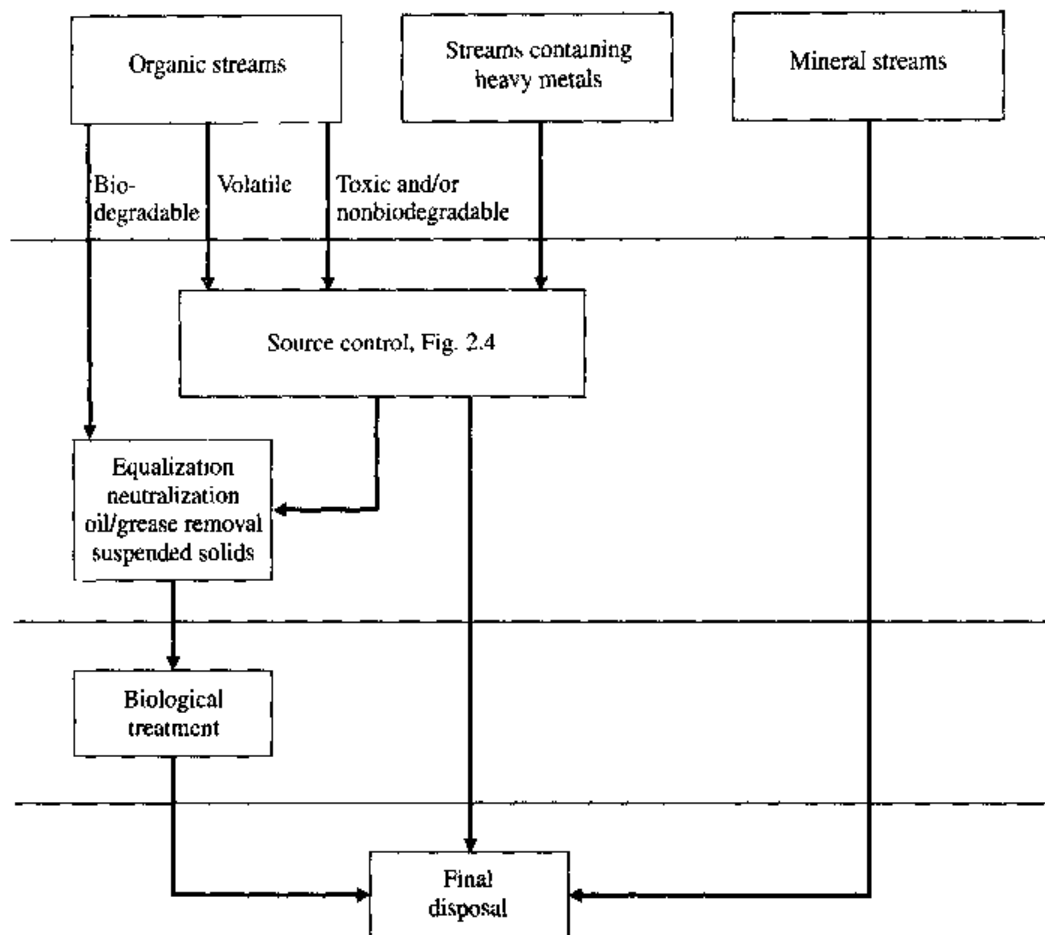 Organic streams
Streams containing
heavy metals
Mineral streams
Bio-
degradable
Volatile
Toxic and/or
nonbiodegradable
Source control, Fig. 2.4
Equalization
neutralization
oil/grease removal
suspended solids
Biological
treatment
Final
disposal